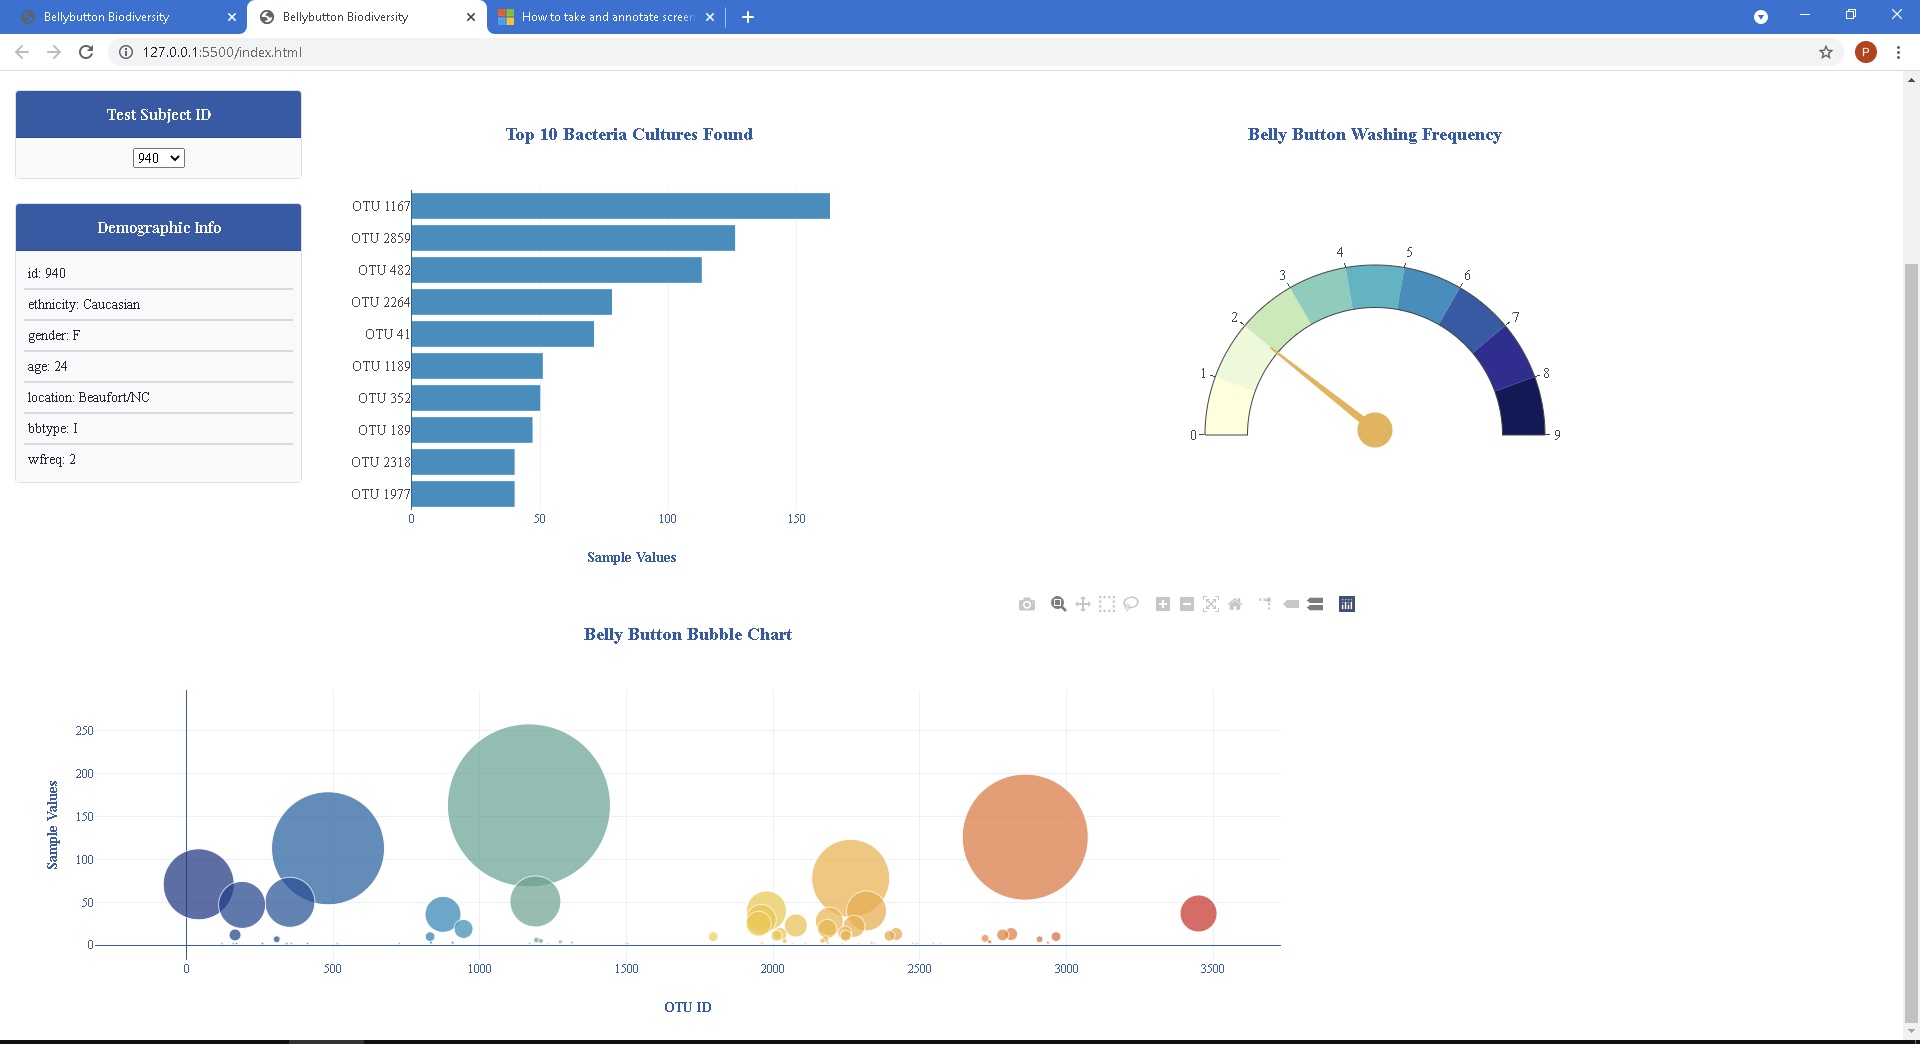 Bellybutton Biodiversity
Bellybutton Biodiversity
How to take and annotate screen
127.0.0.1:5500/index.html
P
Test Subject ID
940
Demographic Info
id: 940
ethnicity: Caucasian
gender: F
age: 24
location: Beaufort/NC
bbtype: I
wfreq: 2
Top 10 Bacteria Cultures Found
OTU 1167
OTU 2859
OTU 482
OTU 2264
OTU 41
OTU 1189
OTU 352
OTU 189
OTU 2318
OTU 1977
0 50 100 150
Sample Values
Belly Button Washing Frequency
0
1
2
3
4
5
6
7
8
9
Belly Button Bubble Chart
250
200
150
100
50
0
Sample Values
0 500 1000 1500 2000 2500 3000 3500
OTU ID